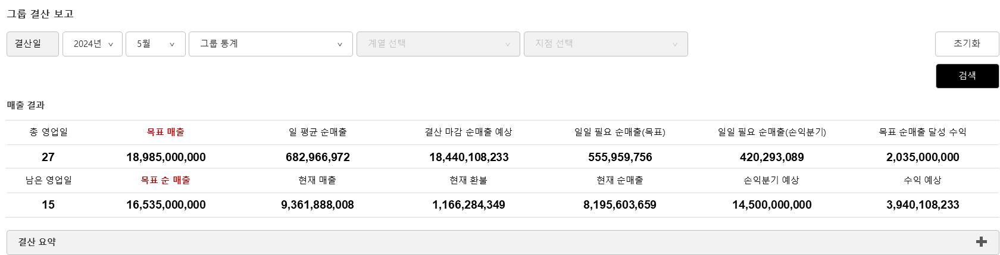 그룹 결산 보고
결산일 2024년 5월 그룹 통계 계열 선택 지점 선택 초기화
검색
매출 결과
총 영업일 목표 매출 일 평균 순매출 결산 마감 순매출 예상 일일 필요 순매출(목표) 일일 필요 순매출(손익분기) 목표 순매출 달성 수익
27 18,985,000,000 682,966,972 18,440,108,233 555,959,756 420,293,089 2,035,000,000
남은 영업일 목표 순 매출 현재 매출 현재 환불 현재 순매출 손익분기 예상 수익 예상
15 16,535,000,000 9,361,888,008 1,166,284,349 8,195,603,659 14,500,000,000 3,940,108,233
결산 요약